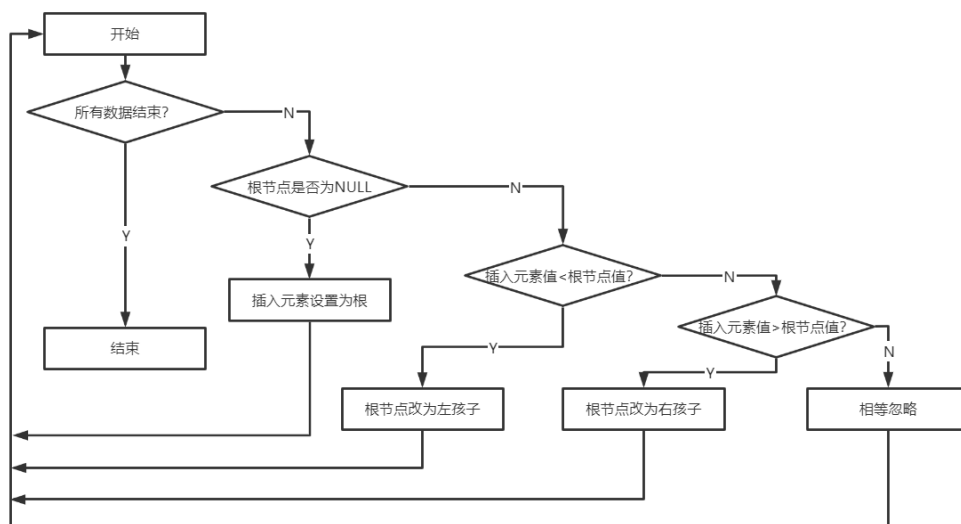 开始
所有数据结束?
N
根节点是否为NULL
N
Y
Y
插入元素值<根节点值?
N
插入元素设置为根
插入元素值>根节点值?
结束
Y
N
Y
根节点改为左孩子
根节点改为右孩子
相等忽略